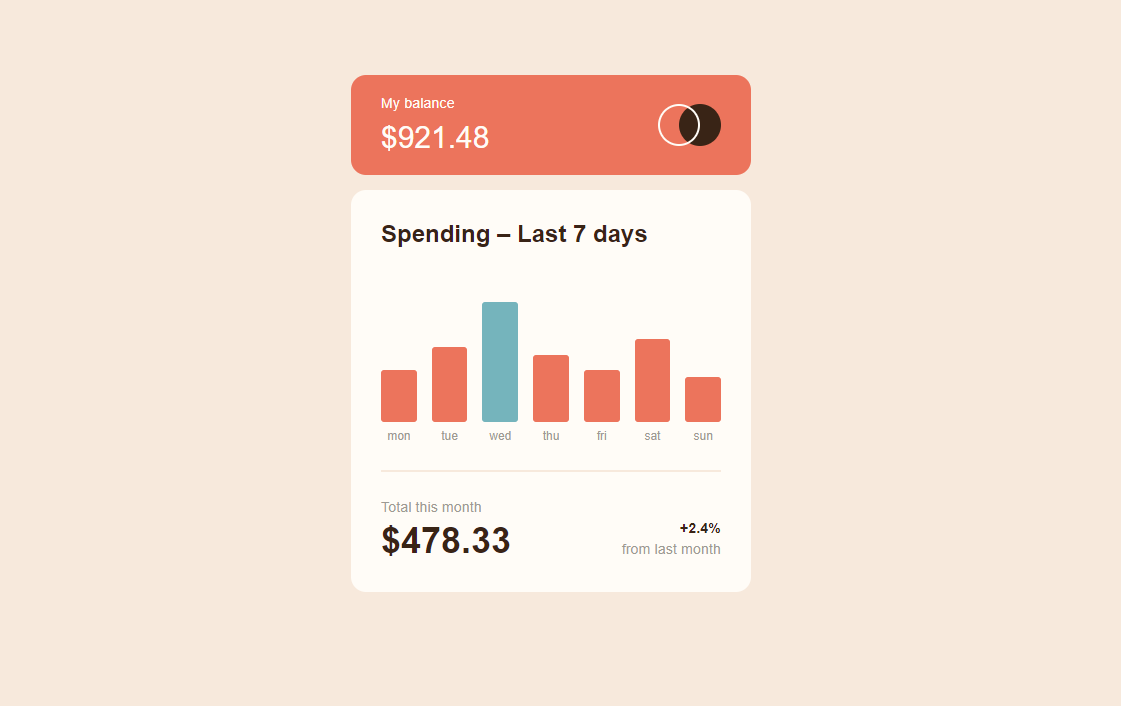 My balance
$921.48
Spending – Last 7 days
mon tue wed thu fri sat sun
Total this month
$478.33
+2.4%
from last month